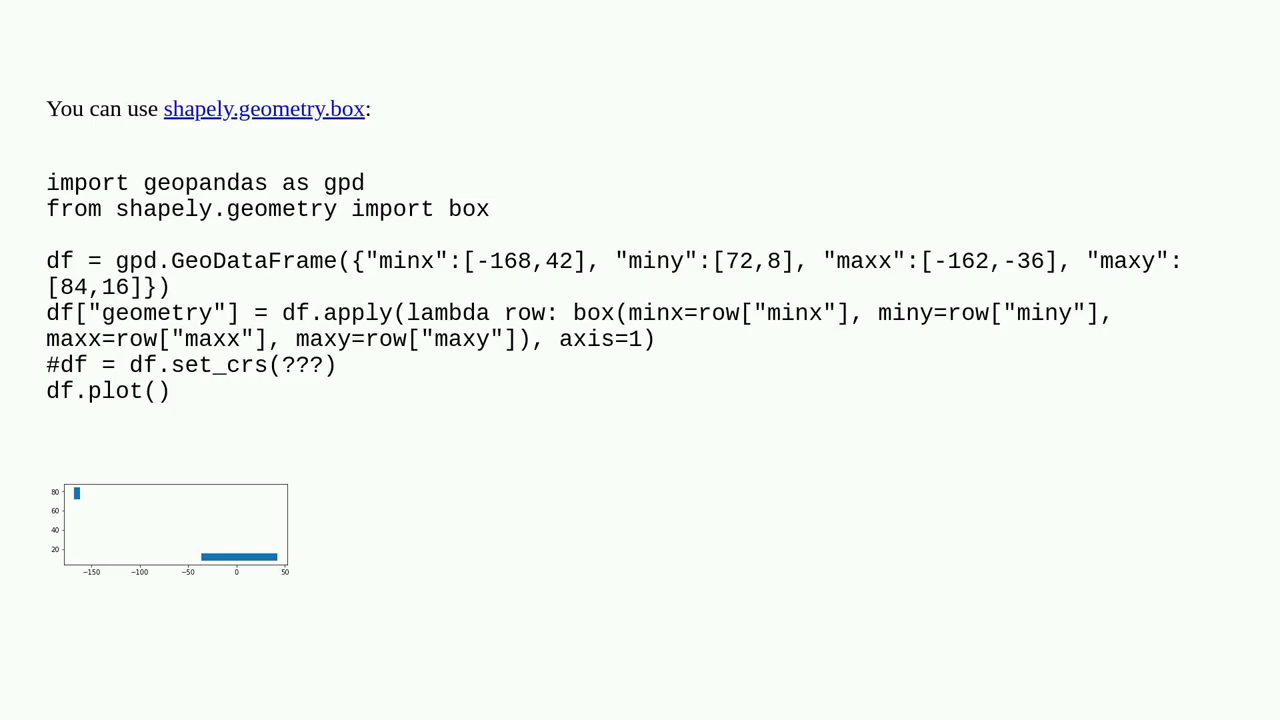 You can use shapely.geometry.box:
import geopandas as gpd
from shapely.geometry import box
df = gpd.GeoDataFrame({"minx":[-168,42], "miny":[72,8], "maxx":[-162,-36], "maxy":
[84,16]})
df["geometry"] = df.apply(lambda row: box(minx=row["minx"], miny=row["miny"],
maxx=row["maxx"], maxy=row["maxy"]), axis=1)
#df = df.set_crs(???)
df.plot()
80
60
40
20
−150 −100 −50 0 50